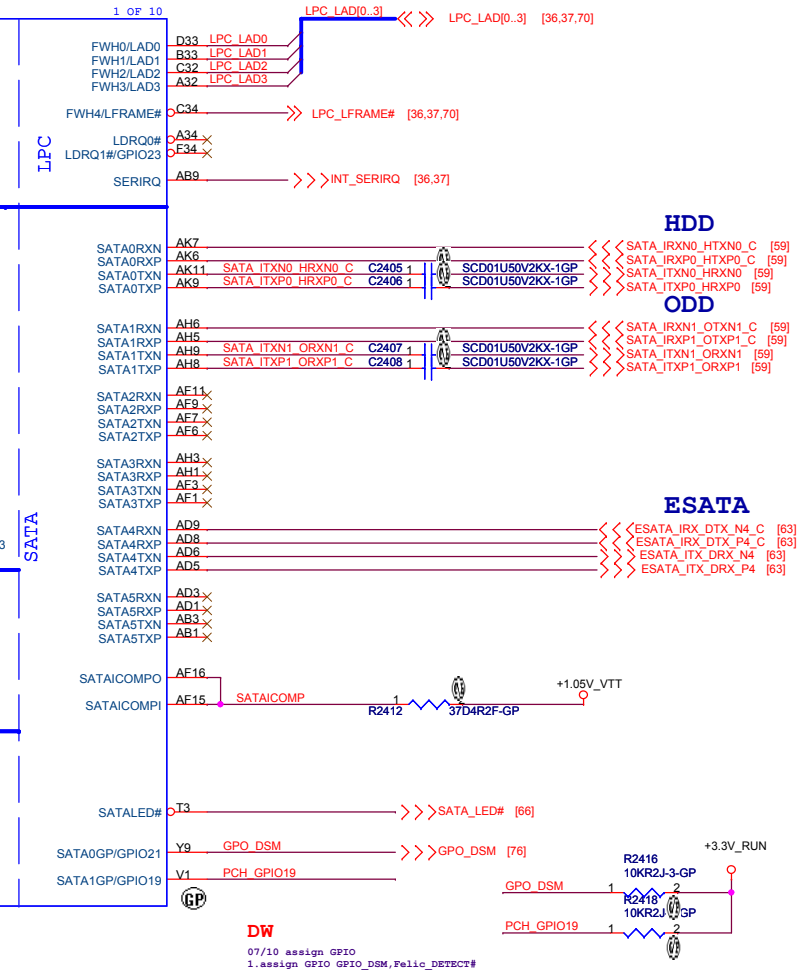 1 OF 10
LPC_LAD[0..3]
LPC_LAD[0..3] [36,37,70]
FWH0/LAD0 D33 LPC_LAD0
FWH1/LAD1 B33 LPC_LAD1
FWH2/LAD2 C32 LPC_LAD2
FWH3/LAD3 A32 LPC_LAD3
FWH4/LFRAME# C34 LPC_LFRAME# [36,37,70]
LPC
LDRQ0# A34
LDRQ1#/GPIO23 F34
SERIRQ AB9 INT_SERIRQ [36,37]
HDD
SATA0RXN AK7 SATA_IRXN0_HTXN0_C [59]
SATA0RXP AK6 SATA_IRXP0_HTXP0_C [59]
SATA0TXN AK11 SATA_ITXN0_HRXN0_C C2405 1 SCD01U50V2KX-1GP SATA_ITXN0_HRXN0 [59]
SATA0TXP AK9 SATA_ITXP0_HRXP0_C C2406 1 SCD01U50V2KX-1GP SATA_ITXP0_HRXP0 [59]
ODD
SATA1RXN AH6 SATA_IRXN1_OTXN1_C [59]
SATA1RXP AH5 SATA_IRXP1_OTXP1_C [59]
SATA1TXN AH9 SATA_ITXN1_ORXN1_C C2407 1 SCD01U50V2KX-1GP SATA_ITXN1_ORXN1 [59]
SATA1TXP AH8 SATA_ITXP1_ORXP1_C C2408 1 SCD01U50V2KX-1GP SATA_ITXP1_ORXP1 [59]
SATA2RXN AF11
SATA2RXP AF9
SATA2TXN AF7
SATA2TXP AF6
SATA3RXN AH3
SATA3RXP AH1
SATA3TXN AF3
SATA3TXP AF1
ESATA
SATA
3
SATA4RXN AD9 ESATA_IRX_DTX_N4_C [63]
SATA4RXP AD8 ESATA_IRX_DTX_P4_C [63]
SATA4TXN AD6 ESATA_ITX_DRX_N4 [63]
SATA4TXP AD5 ESATA_ITX_DRX_P4 [63]
SATA5RXN AD3
SATA5RXP AD1
SATA5TXN AB3
SATA5TXP AB1
SATAICOMPO AF16
+1.05V_VTT
SATAICOMPI AF15 SATAICOMP R2412 1 2 37D4R2F-GP
SATALED# T3 SATA_LED# [66]
SATA0GP/GPIO21 Y9 GPO_DSM GPO_DSM [76]
SATA1GP/GPIO19 V1 PCH_GPIO19
GP
+3.3V_RUN
R2416
10KR2J-3-GP
GPO_DSM 1 2
R2418
PCH_GPIO19 1 2
DW
07/10 assign GPIO
1.assign GPIO GPIO_DSM,Felic_DETECT#